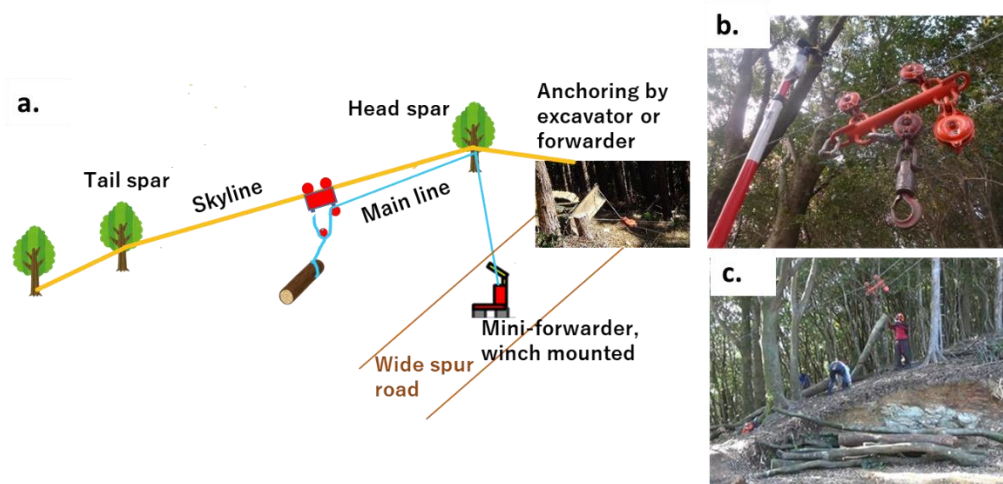 a.
Tail spar
Skyline
Head spar
Main line
Anchoring by
excavator or
forwarder
Mini-forwarder,
winch mounted
Wide spur
road
b.
c.